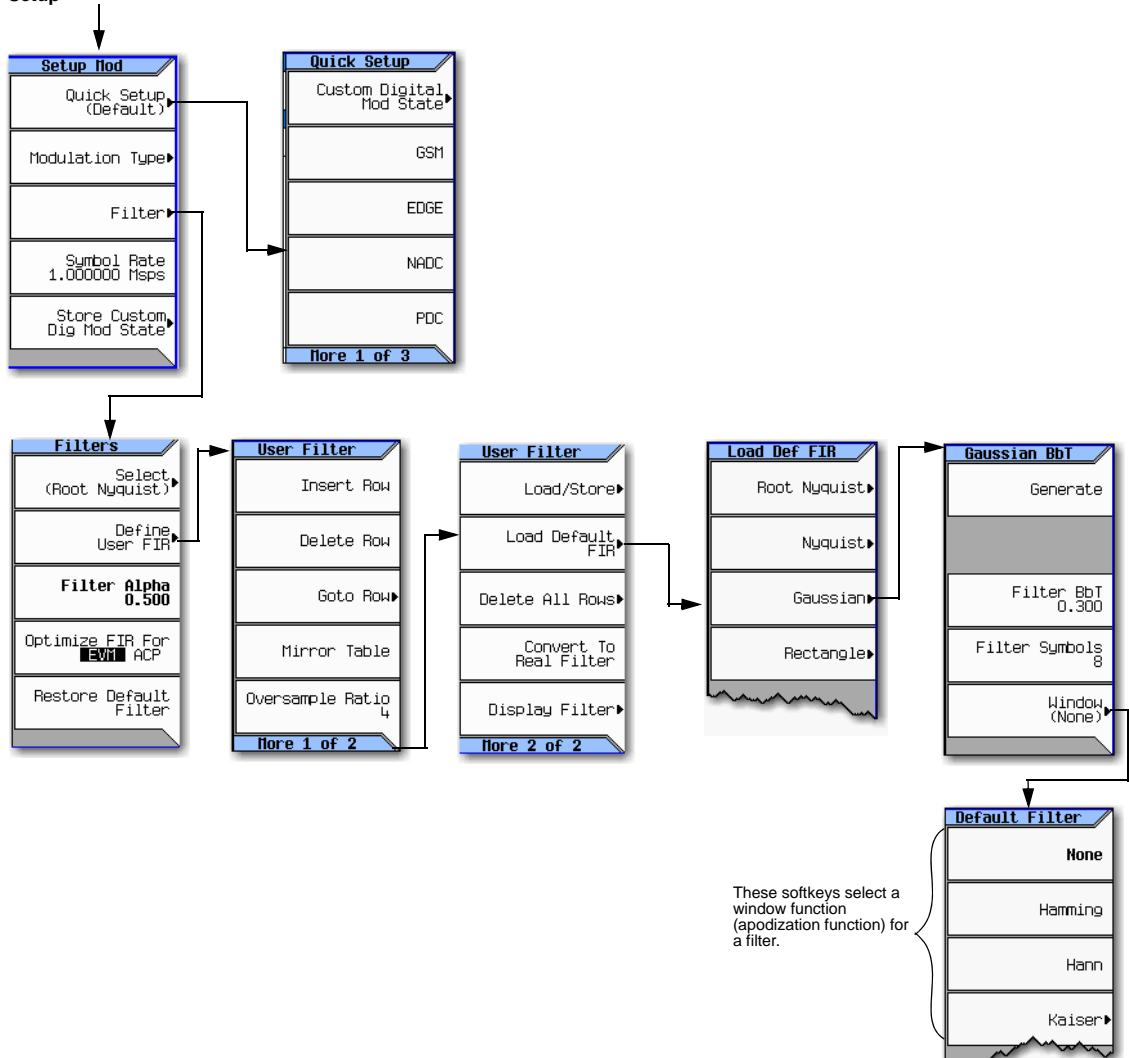 Setup
Setup Mod
Quick Setup
(Default)
Modulation Type
Filter
Symbol Rate
1.000000 Msps
Store Custom
Dig Mod State
Quick Setup
Custom Digital
Mod State
GSM
EDGE
NADC
PDC
More 1 of 3
Filters
Select
(Root Nyquist)
Define
User FIR
Filter Alpha
0.500
Optimize FIR For
EVM ACP
Restore Default
Filter
User Filter
Insert Row
Delete Row
Goto Row
Mirror Table
Oversample Ratio
4
More 1 of 2
User Filter
Load/Store
Load Default
FIR
Delete All Rows
Convert To
Real Filter
Display Filter
More 2 of 2
Load Def FIR
Root Nyquist
Nyquist
Gaussian
Rectangle
Gaussian BbT
Generate
Filter BbT
0.300
Filter Symbols
8
Window
(None)
Default Filter
None
Hamming
Hann
Kaiser
These softkeys select a
window function
(apodization function) for
a filter.